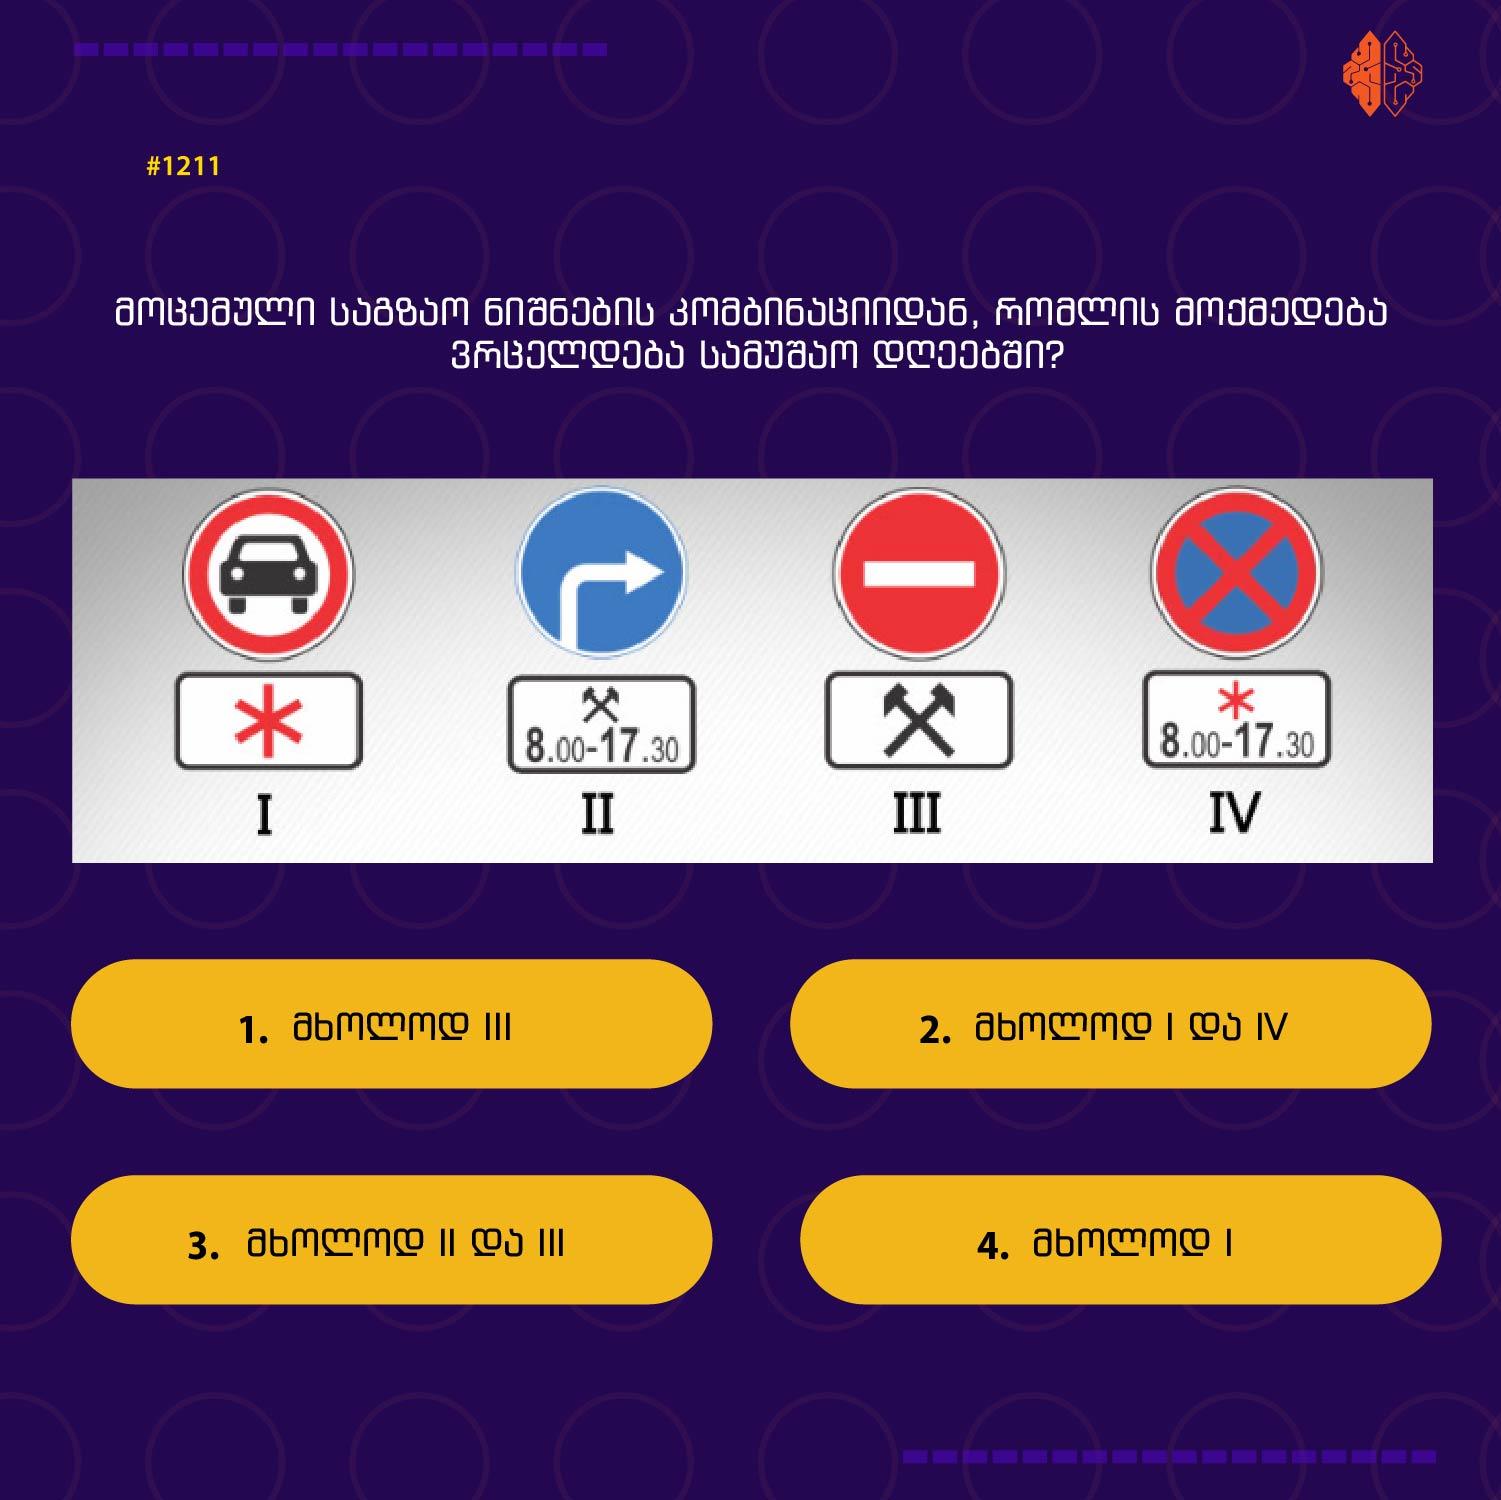 #1211
მოცემული საგზაო ნიშნების კომბინაციიდან, რომლის მოქმედება
ვრცელდება სამუშაო დღეებში?
8.00-17.30
8.00-17.30
I
II
III
IV
1. მხოლოდ III
2. მხოლოდ I და IV
3. მხოლოდ II და III
4. მხოლოდ I